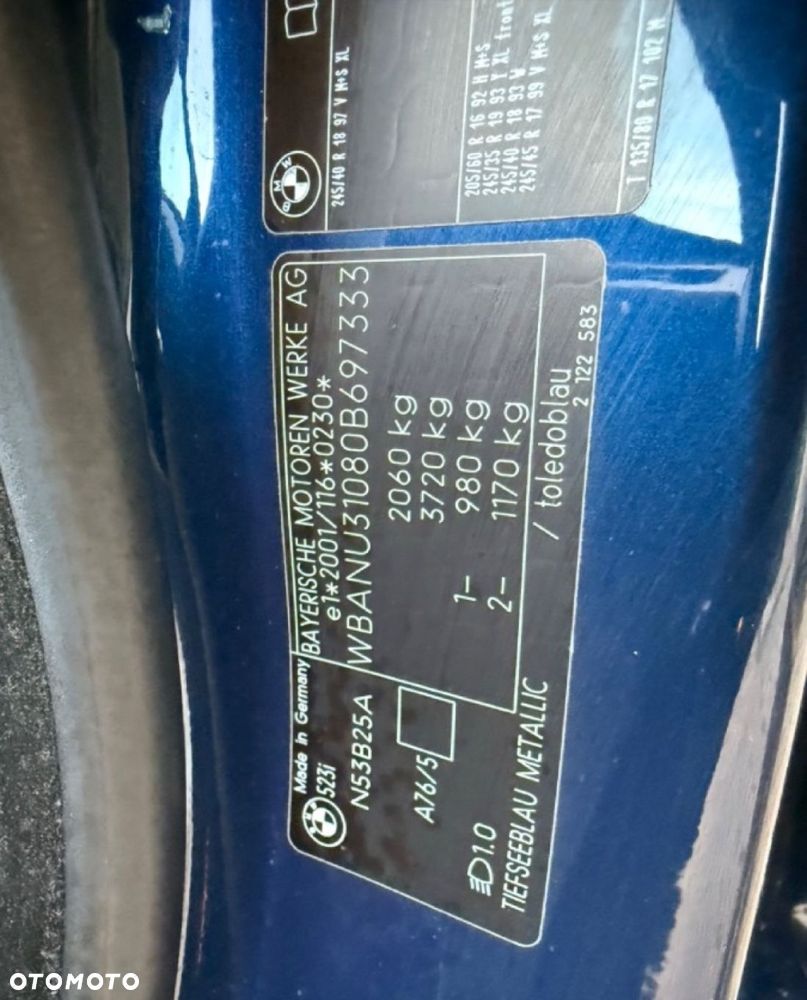 BMW
245/40 R 18 97 V M+S XL
205/60 R 16 92 H M+S
245/35 R 19 93 Y XL front
245/40 R 18 93 W
245/45 R 17 99 V M+S XL
T 135/80 R 17 102 M
Made in Germany
BAYERISCHE MOTOREN WERKE AG
523i
e1*2001/116*0230*
N53B25A
WBANU31080B697333
2060 kg
3720 kg
1- 980 kg
2- 1170 kg
A76/5
1.0
TIEFSEEBLAU METALLIC / toledoblau
2 122 583
OTOMOTO